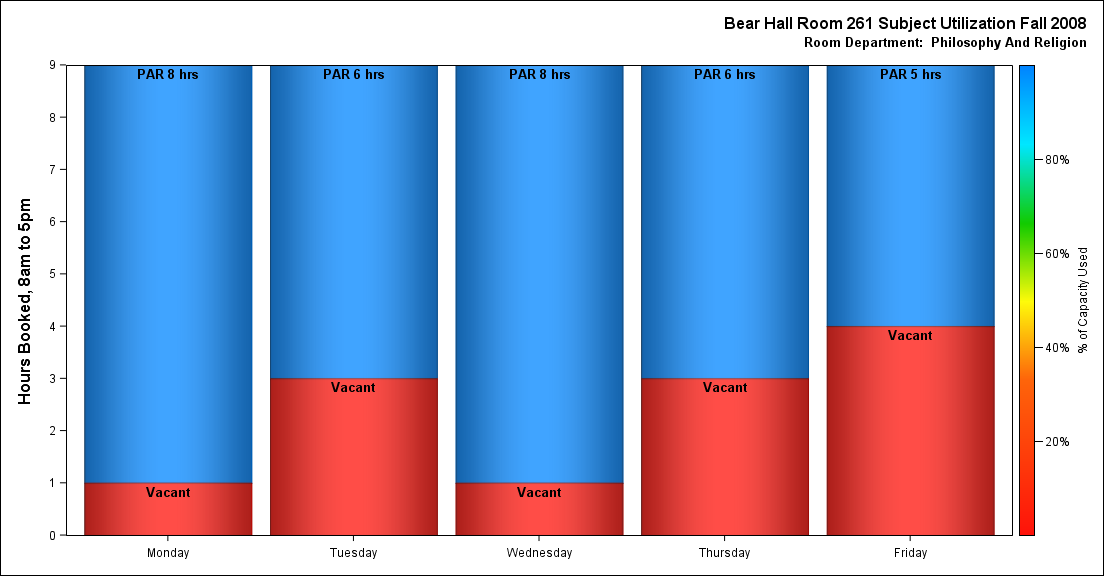 Bear Hall Room 261 Subject Utilization Fall 2008
Room Department:  Philosophy And Religion
Hours Booked, 8am to 5pm
9
8
7
6
5
4
3
2
1
0
PAR 8 hrs
PAR 6 hrs
PAR 8 hrs
PAR 6 hrs
PAR 5 hrs
Vacant
Vacant
Vacant
Vacant
Vacant
Monday
Tuesday
Wednesday
Thursday
Friday
80%
60%
40%
20%
% of Capacity Used